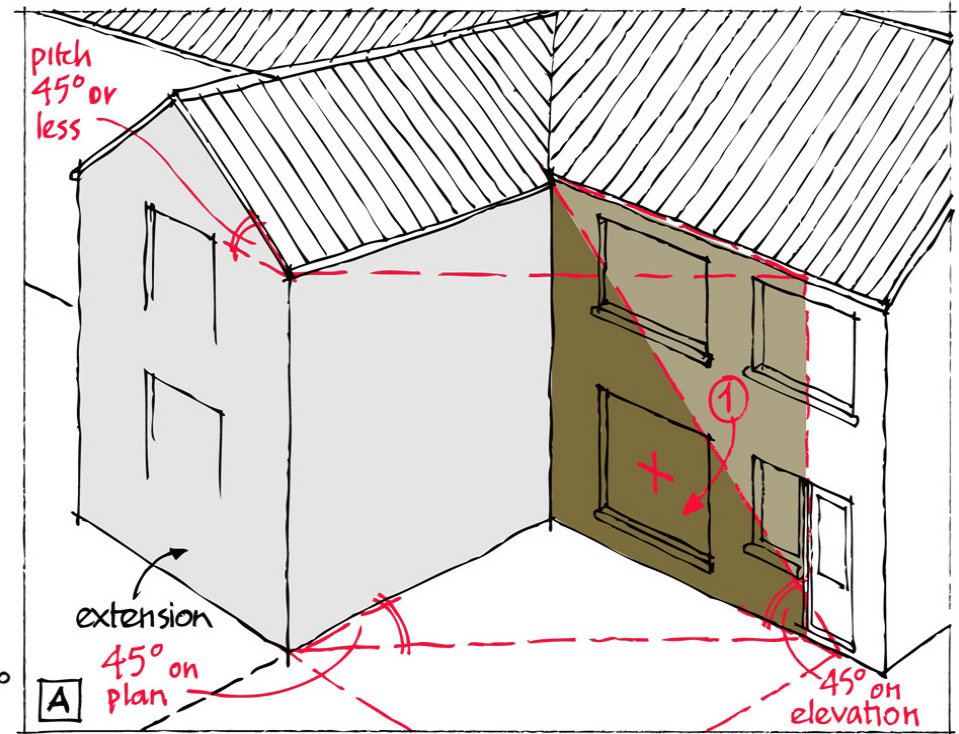 pitch
45° or
less
1
extension
45° on
plan
A
45° on
elevation